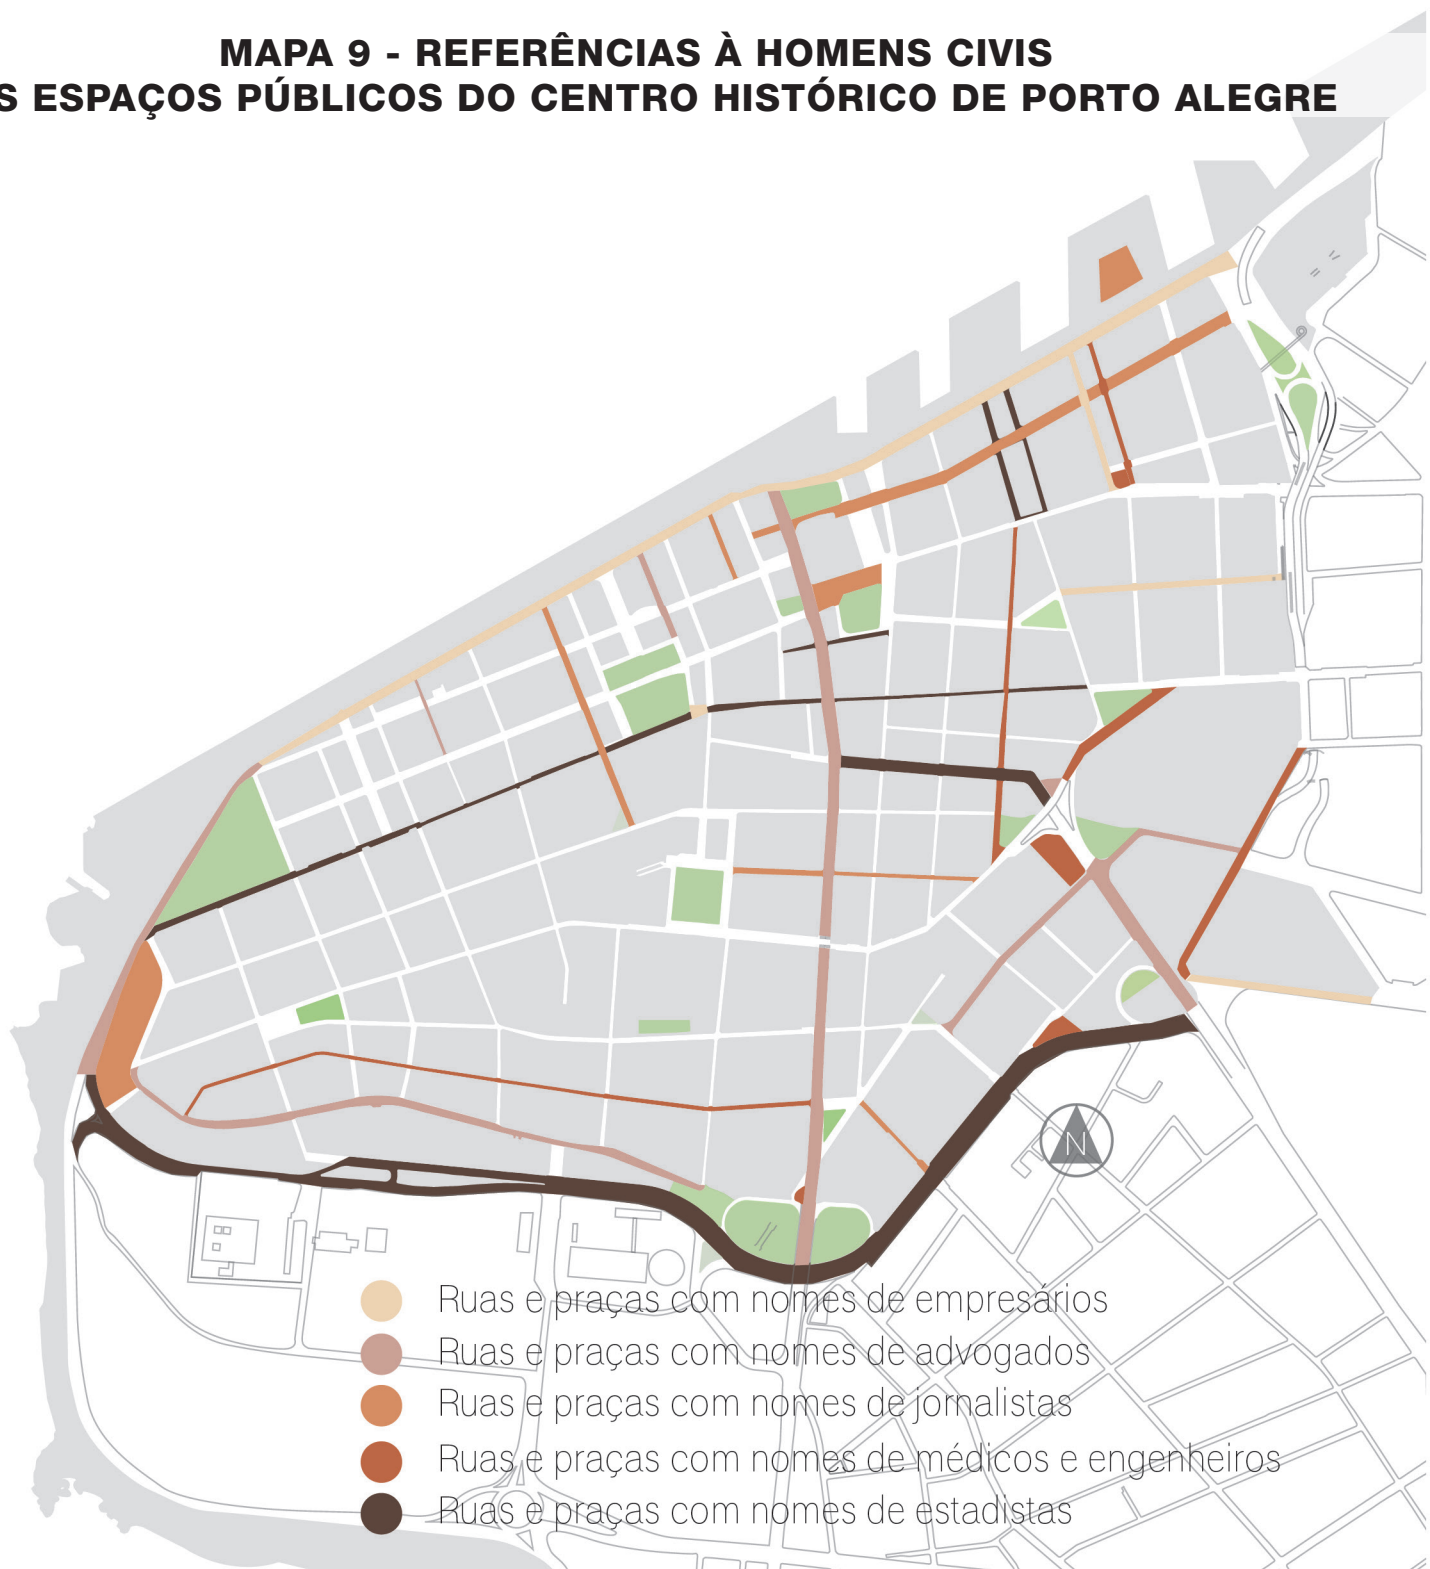 MAPA 9 - REFERÊNCIAS À HOMENS CIVIS
S ESPAÇOS PÚBLICOS DO CENTRO HISTÓRICO DE PORTO ALEGRE
N
Ruas e praças com nomes de empresários
Ruas e praças com nomes de advogados
Ruas e praças com nomes de jornalistas
Ruas e praças com nomes de médicos e engenheiros
Ruas e praças com nomes de estadistas